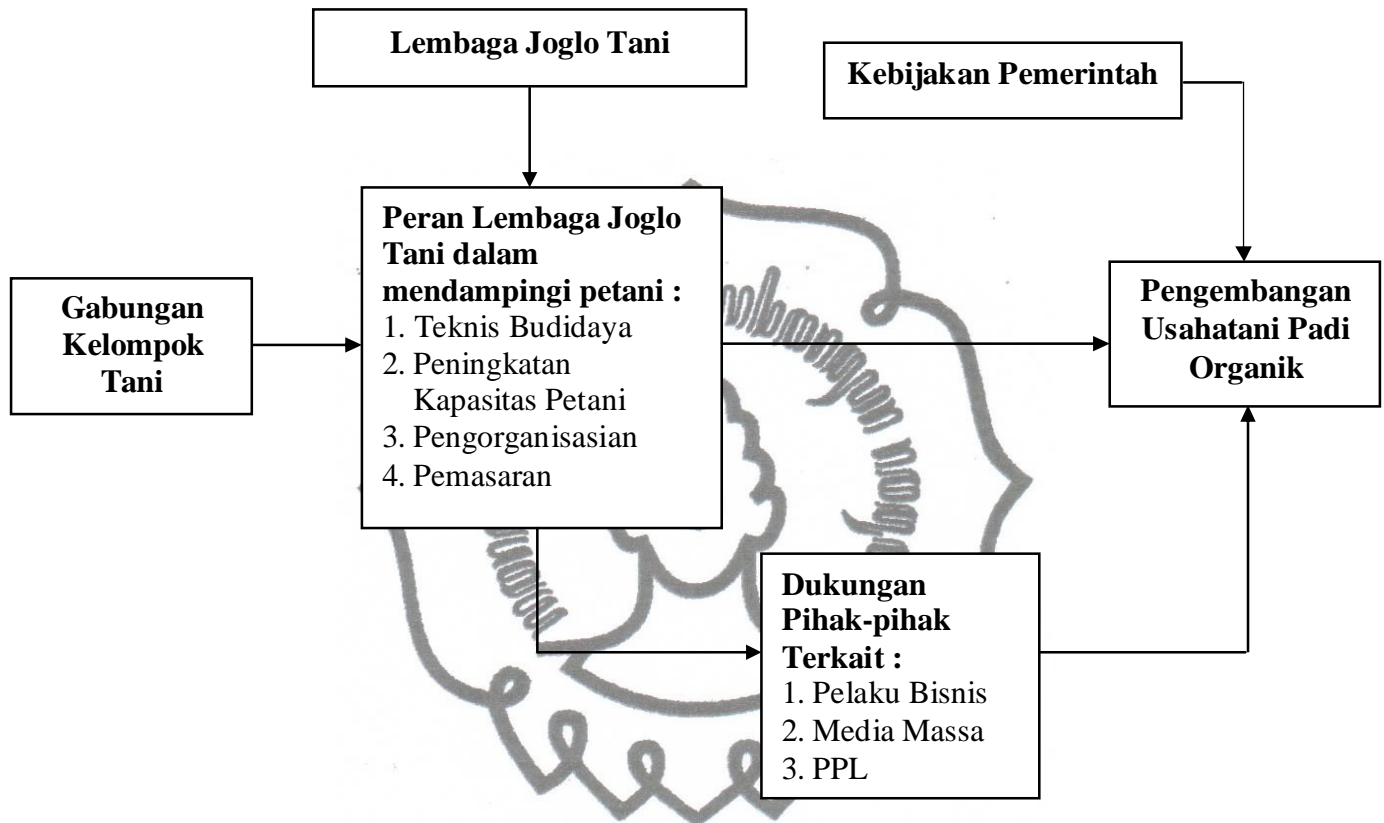 Lembaga Joglo Tani
Kebijakan Pemerintah
Peran Lembaga Joglo
Tani dalam
mendampingi petani :
1. Teknis Budidaya
2. Peningkatan
Kapasitas Petani
3. Pengorganisasian
4. Pemasaran
Gabungan
Kelompok
Tani
Pengembangan
Usahatani Padi
Organik
Dukungan
Pihak-pihak
Terkait :
1. Pelaku Bisnis
2. Media Massa
3. PPL